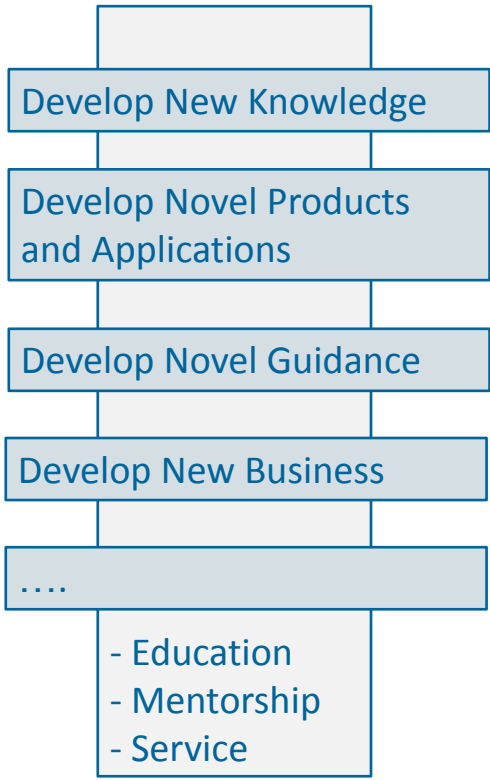 Develop New Knowledge
Develop Novel Products
and Applications
Develop Novel Guidance
Develop New Business
....
- Education
- Mentorship
- Service